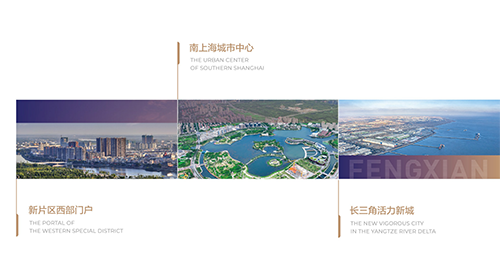 南上海城市中心
THE URBAN CENTER
OF SOUTHERN SHANGHAI
FENGXIAN
新片区西部门户
THE PORTAL OF
THE WESTERN SPECIAL DISTRICT
长三角活力新城
THE NEW VIGOROUS CITY
IN THE YANGTZE RIVER DELTA